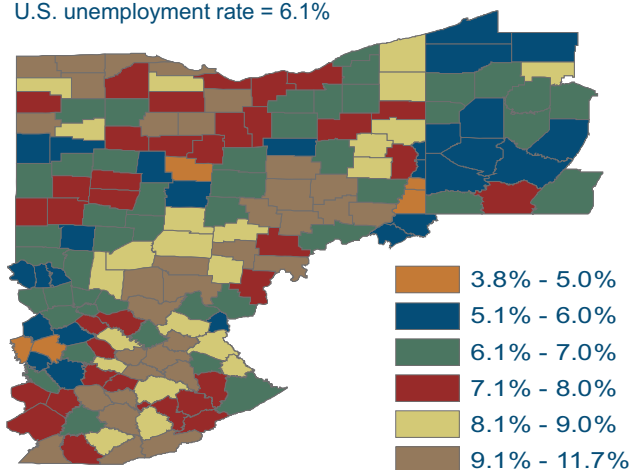 U.S. unemployment rate = 6.1%
3.8% - 5.0%
5.1% - 6.0%
6.1% - 7.0%
7.1% - 8.0%
8.1% - 9.0%
9.1% - 11.7%